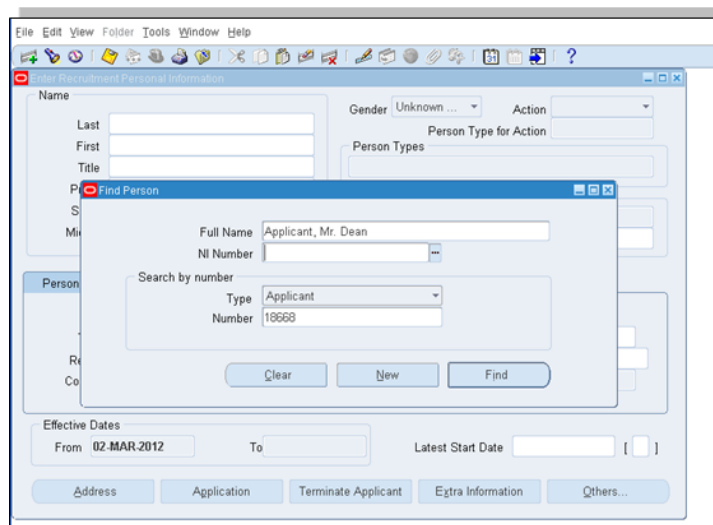 File Edit View Folder Tools Window Help
Enter Recruitment Personal Information
Name
Gender Unknown ... Action
Last
Person Type for Action
First
Person Types
Title
Find Person
Full Name Applicant, Mr. Dean
NI Number
Search by number
Person
Type Applicant
Number 18668
Clear New Find
Effective Dates
From 02-MAR-2012 To Latest Start Date [ ]
Address Application Terminate Applicant Extra Information Others...